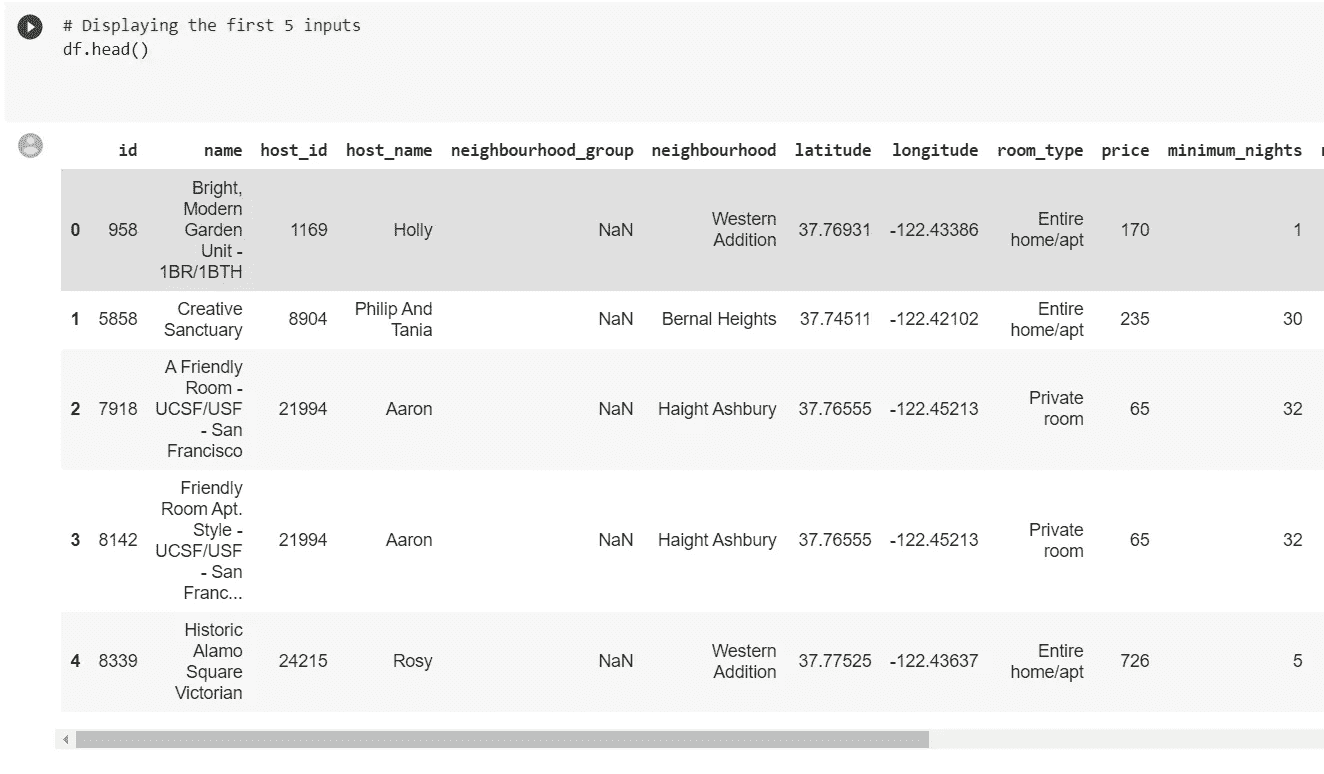 # Displaying the first 5 inputs
df.head()
id name host_id host_name neighbourhood_group neighbourhood latitude longitude room_type price minimum_nights
0 958 Bright, Modern Garden Unit - 1BR/1BTH 1169 Holly NaN Western Addition 37.76931 -122.43386 Entire home/apt 170 1
1 5858 Creative Sanctuary 8904 Philip And Tania NaN Bernal Heights 37.74511 -122.42102 Entire home/apt 235 30
2 7918 A Friendly Room - UCSF/USF - San Francisco 21994 Aaron NaN Haight Ashbury 37.76555 -122.45213 Private room 65 32
3 8142 Friendly Room Apt. Style - UCSF/USF - San Franc... 21994 Aaron NaN Haight Ashbury 37.76555 -122.45213 Private room 65 32
4 8339 Historic Alamo Square Victorian 24215 Rosy NaN Western Addition 37.77525 -122.43637 Entire home/apt 726 5